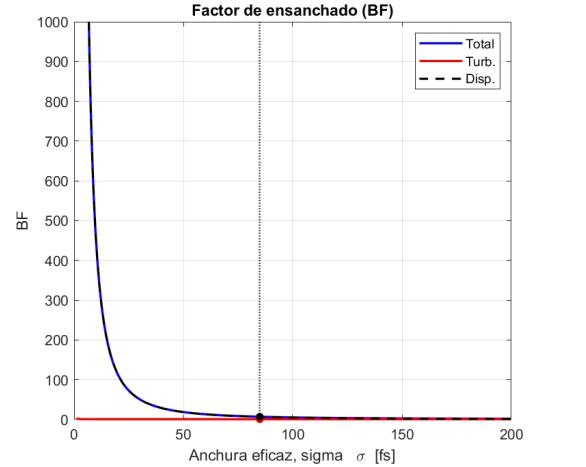 Factor de ensanchado (BF)
1000
900
800
700
600
500
400
300
200
100
0
BF
Total
Turb.
Disp.
0 50 100 150 200
Anchura eficaz, sigma σ [fs]